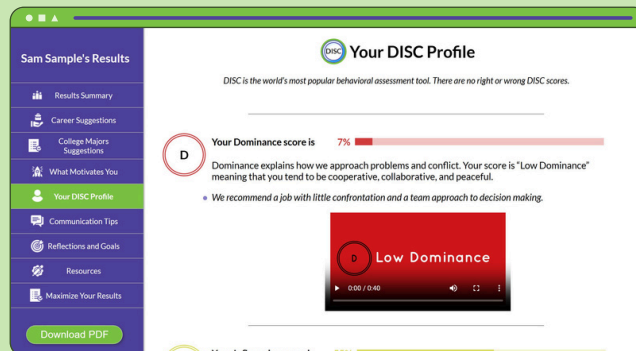 Sam Sample's Results
Results Summary
Career Suggestions
College Majors
Suggestions
What Motivates You
Your DISC Profile
Communication Tips
Reflections and Goals
Resources
Maximize Your Results
Download PDF
DISC Your DISC Profile
DISC is the world's most popular behavioral assessment tool. There are no right or wrong DISC scores.
D
Your Dominance score is 7%
Dominance explains how we approach problems and conflict. Your score is "Low Dominance"
meaning that you tend to be cooperative, collaborative, and peaceful.
We recommend a job with little confrontation and a team approach to decision making.
D Low Dominance
0:00 / 0:40